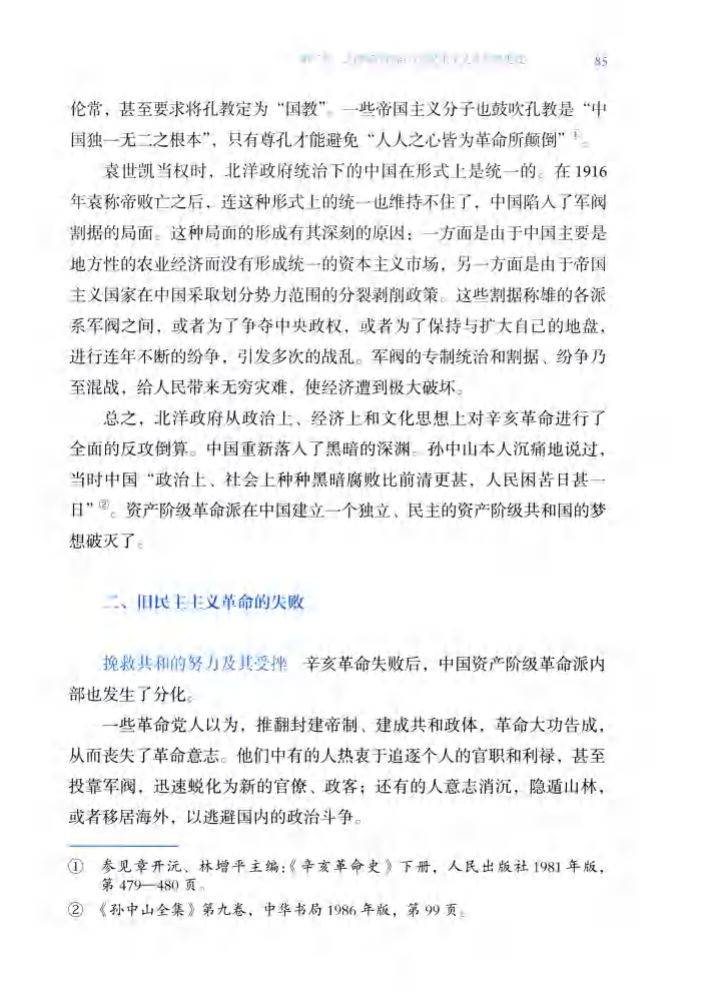 85
伦常，甚至要求将孔教定为“国教”。一些帝国主义分子也鼓吹孔教是“中
国独一无二之根本”，只有尊孔才能避免“人人之心皆为革命所颠倒”①。
袁世凯当权时，北洋政府统治下的中国在形式上是统一的。在1916
年袁称帝败亡之后，连这种形式上的统一也维持不住了，中国陷入了军阀
割据的局面。这种局面的形成有其深刻的原因：一方面是由于中国主要是
地方性的农业经济而没有形成统一的资本主义市场，另一方面是由于帝国
主义国家在中国采取划分势力范围的分裂剥削政策。这些割据称雄的各派
系军阀之间，或者为了争夺中央政权，或者为了保持与扩大自己的地盘，
进行连年不断的纷争，引发多次的战乱。军阀的专制统治和割据、纷争乃
至混战，给人民带来无穷灾难，使经济遭到极大破坏。
总之，北洋政府从政治上、经济上和文化思想上对辛亥革命进行了
全面的反攻倒算。中国重新落入了黑暗的深渊。孙中山本人沉痛地说过，
当时中国“政治上、社会上种种黑暗腐败比前清更甚，人民困苦日甚一
日”②。资产阶级革命派在中国建立一个独立、民主的资产阶级共和国的梦
想破灭了。
二、旧民主主义革命的失败
挽救共和的努力及其受挫 辛亥革命失败后，中国资产阶级革命派内
部也发生了分化。
一些革命党人以为，推翻封建帝制、建成共和政体，革命大功告成，
从而丧失了革命意志。他们中有的人热衷于追逐个人的官职和利禄，甚至
投靠军阀，迅速蜕化为新的官僚、政客；还有的人意志消沉，隐遁山林，
或者移居海外，以逃避国内的政治斗争。
① 参见章开沅、林增平主编：《辛亥革命史》下册，人民出版社1981年版，
第479—480页。
② 《孙中山全集》第九卷，中华书局1986年版，第99页。